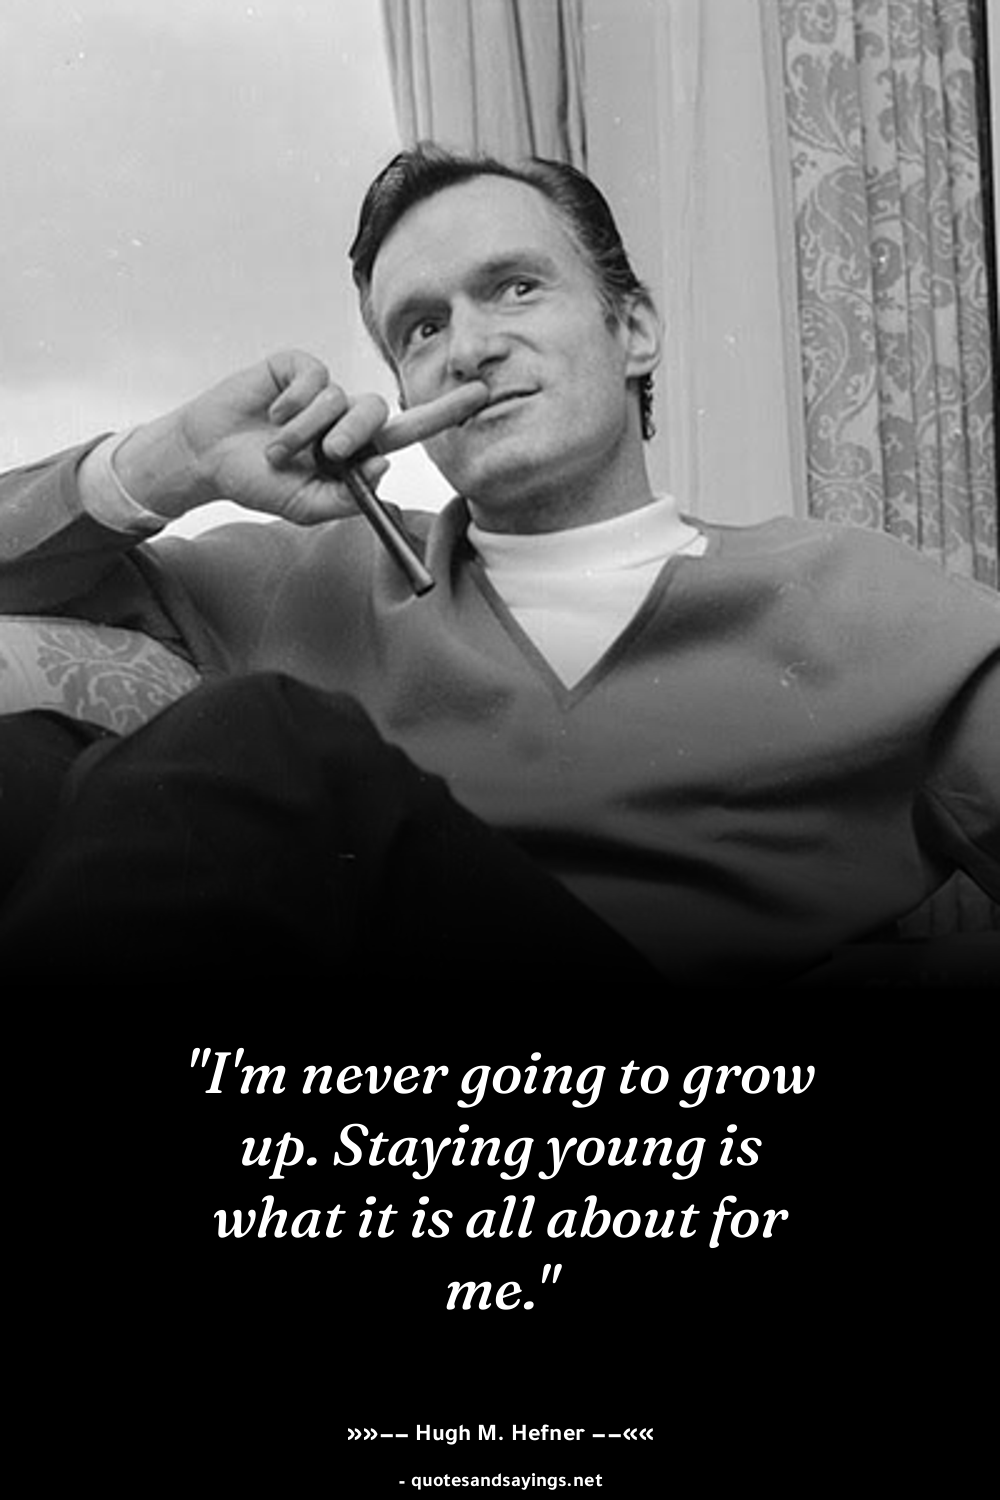 "I'm never going to grow
up. Staying young is
what it is all about for
me."
»»—— Hugh M. Hefner ——««
- quotesandsayings.net